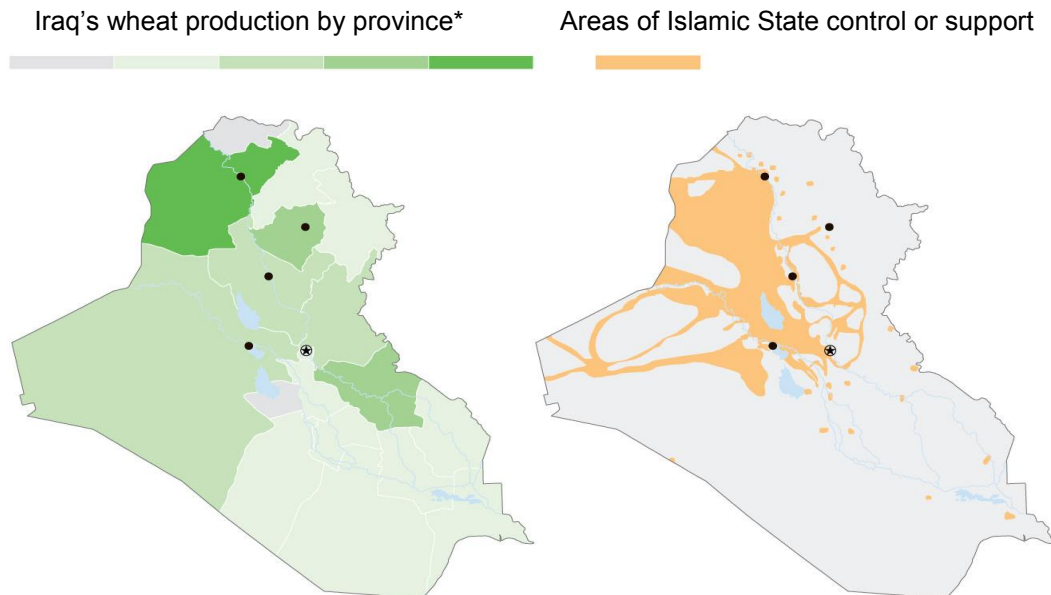 Iraq’s wheat production by province*
Areas of Islamic State control or support